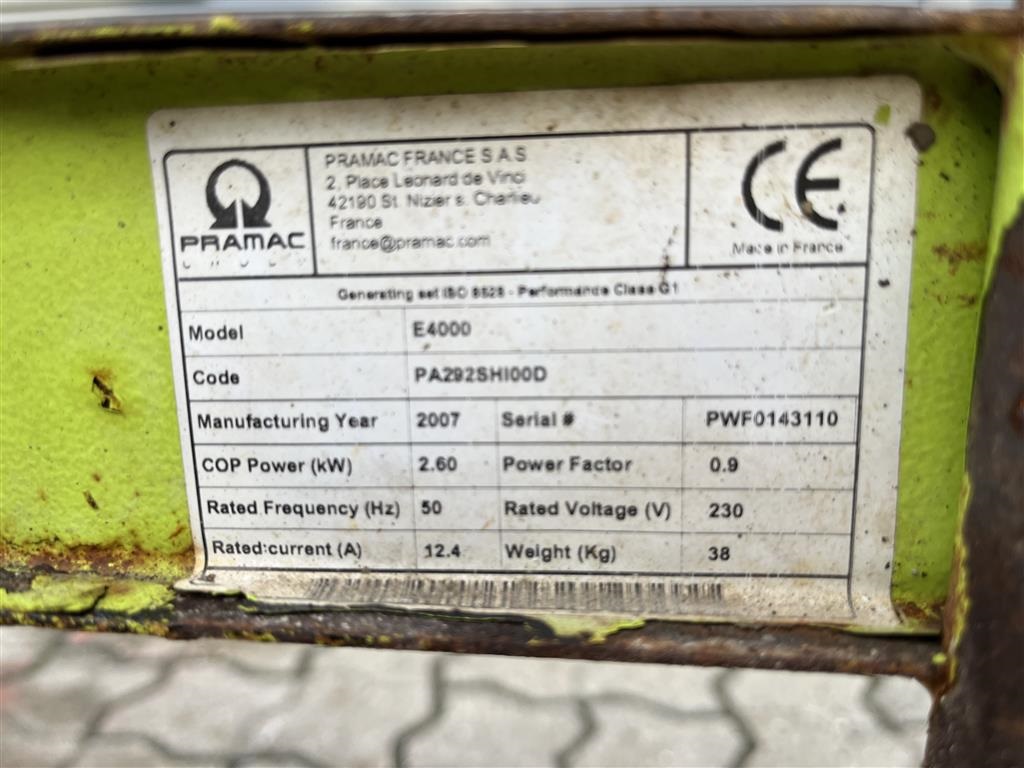 PRAMAC
PRAMAC FRANCE S.A.S
2, Place Leonard de Vinci
42190 St. Nizier s. Charlieu
France
france@pramac.com
CE
Made in France
Generating set ISO 8528 - Performance Class G1
Model E4000
Code PA292SHI00D
Manufacturing Year 2007 Serial # PWF0143110
COP Power (kW) 2.60 Power Factor 0.9
Rated Frequency (Hz) 50 Rated Voltage (V) 230
Rated current (A) 12.4 Weight (Kg) 38